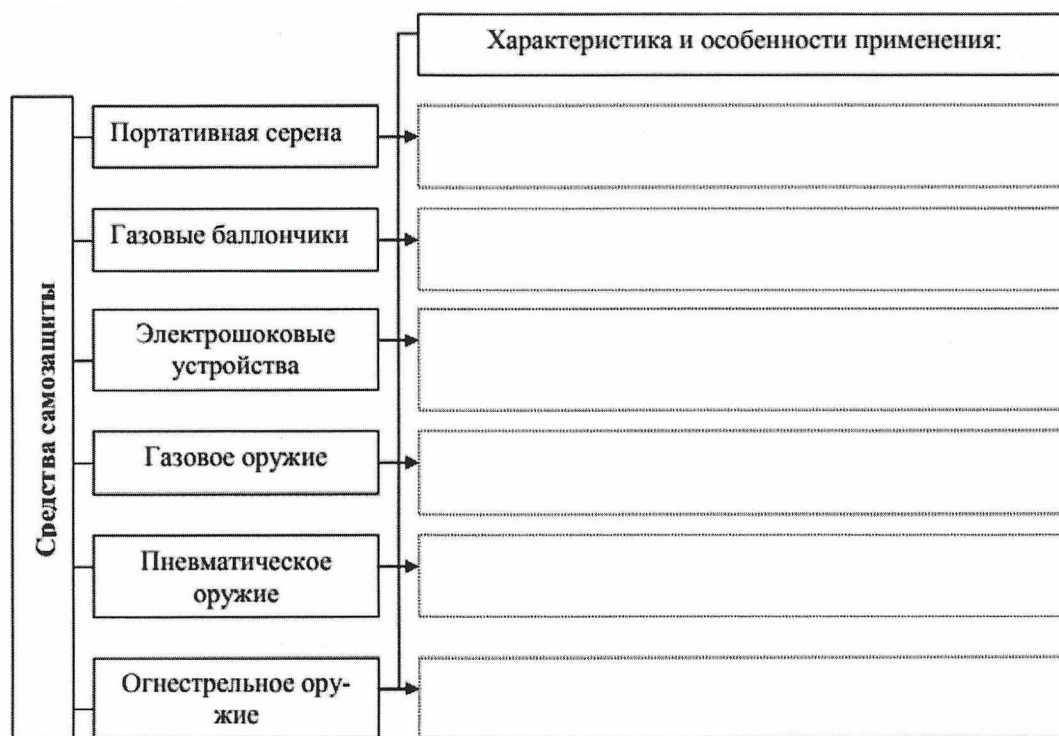 Характеристика и особенности применения:
Средства самозащиты
Портативная серена
Газовые баллончики
Электрошоковые
устройства
Газовое оружие
Пневматическое
оружие
Огнестрельное ору-
жие